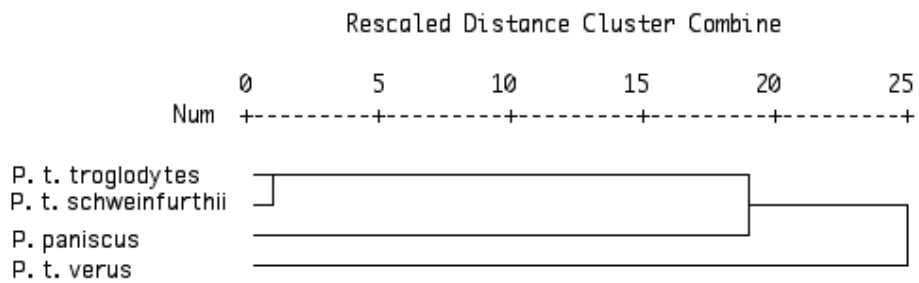 Rescaled Distance Cluster Combine
0 5 10 15 20 25
Num +---------+---------+---------+---------+---------+
P. t. troglodytes
P. t. schweinfurthii
P. paniscus
P. t. verus